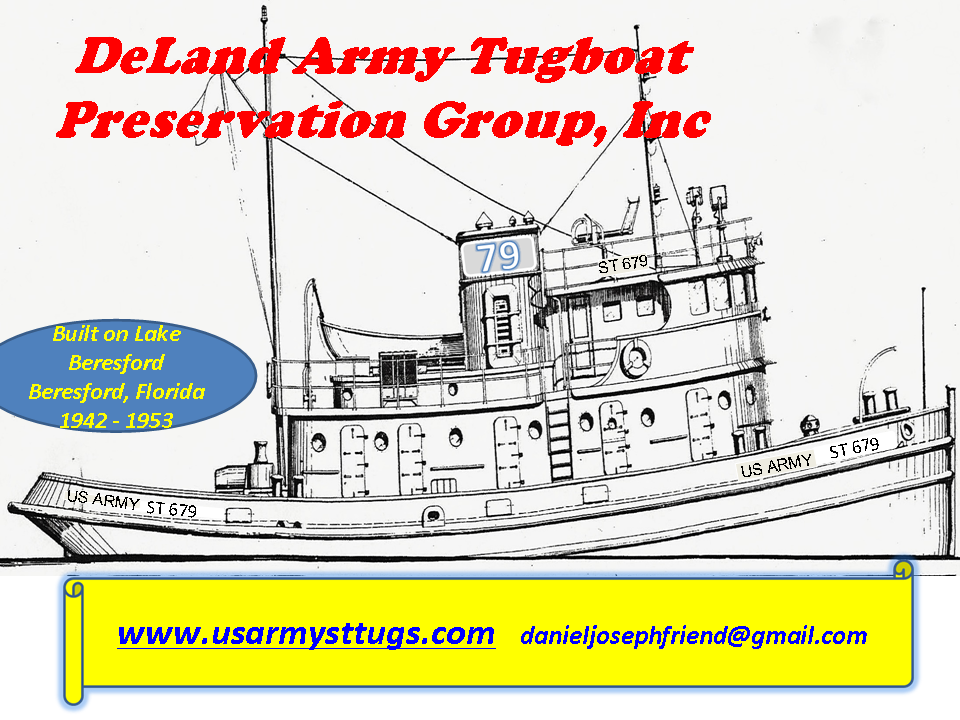 DeLand Army Tugboat
Preservation Group, Inc
79
ST 679
Built on Lake
Beresford
Beresford, Florida
1942 - 1953
US ARMY ST 679
US ARMY ST 679
www.usarmysttugs.com danieljosephfriend@gmail.com